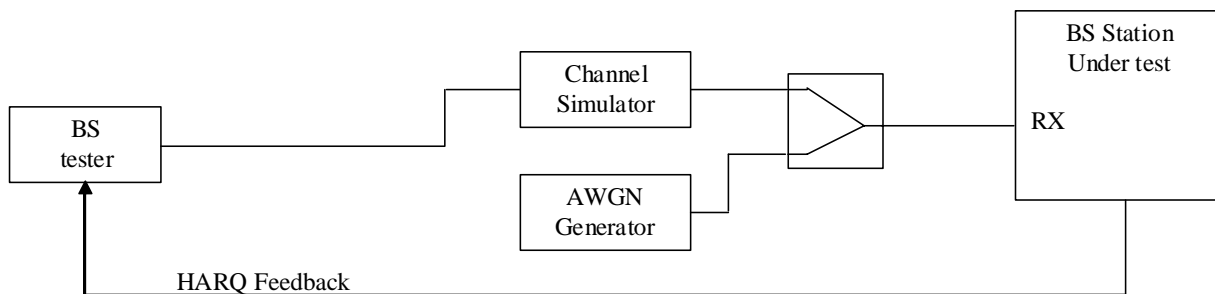 BS Station
Under test
Channel
Simulator
RX
BS
tester
AWGN
Generator
HARQ Feedback